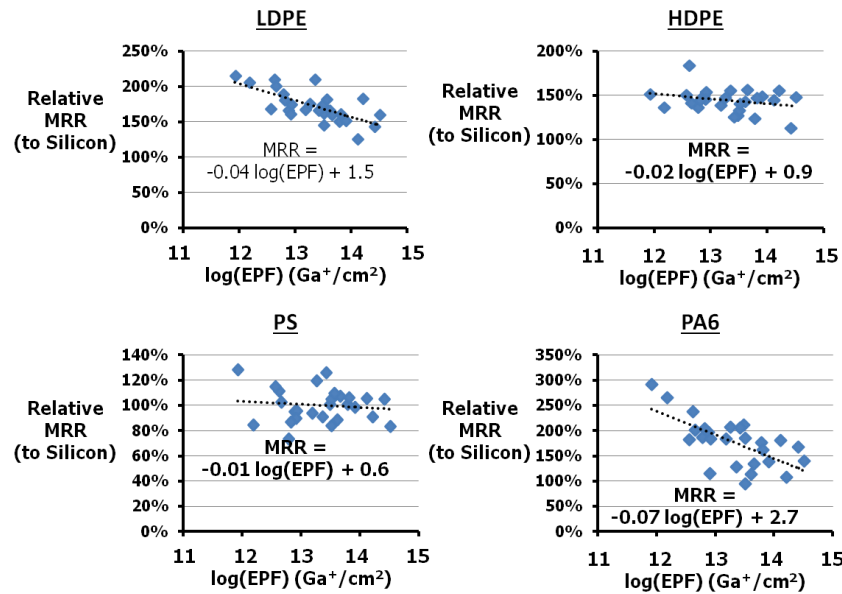 LDPE
250%
200%
150%
100%
50%
0%
Relative
MRR
(to Silicon)
MRR =
-0.04 log(EPF) + 1.5
11 12 13 14 15
log(EPF) (Ga⁺/cm²)
HDPE
200%
150%
100%
50%
0%
Relative
MRR
(to Silicon)
MRR =
-0.02 log(EPF) + 0.9
11 12 13 14 15
log(EPF) (Ga⁺/cm²)
PS
140%
120%
100%
80%
60%
40%
20%
0%
Relative
MRR
(to Silicon)
MRR =
-0.01 log(EPF) + 0.6
11 12 13 14 15
log(EPF) (Ga⁺/cm²)
PA6
350%
300%
250%
200%
150%
100%
50%
0%
Relative
MRR
(to Silicon)
MRR =
-0.07 log(EPF) + 2.7
11 12 13 14 15
log(EPF) (Ga⁺/cm²)